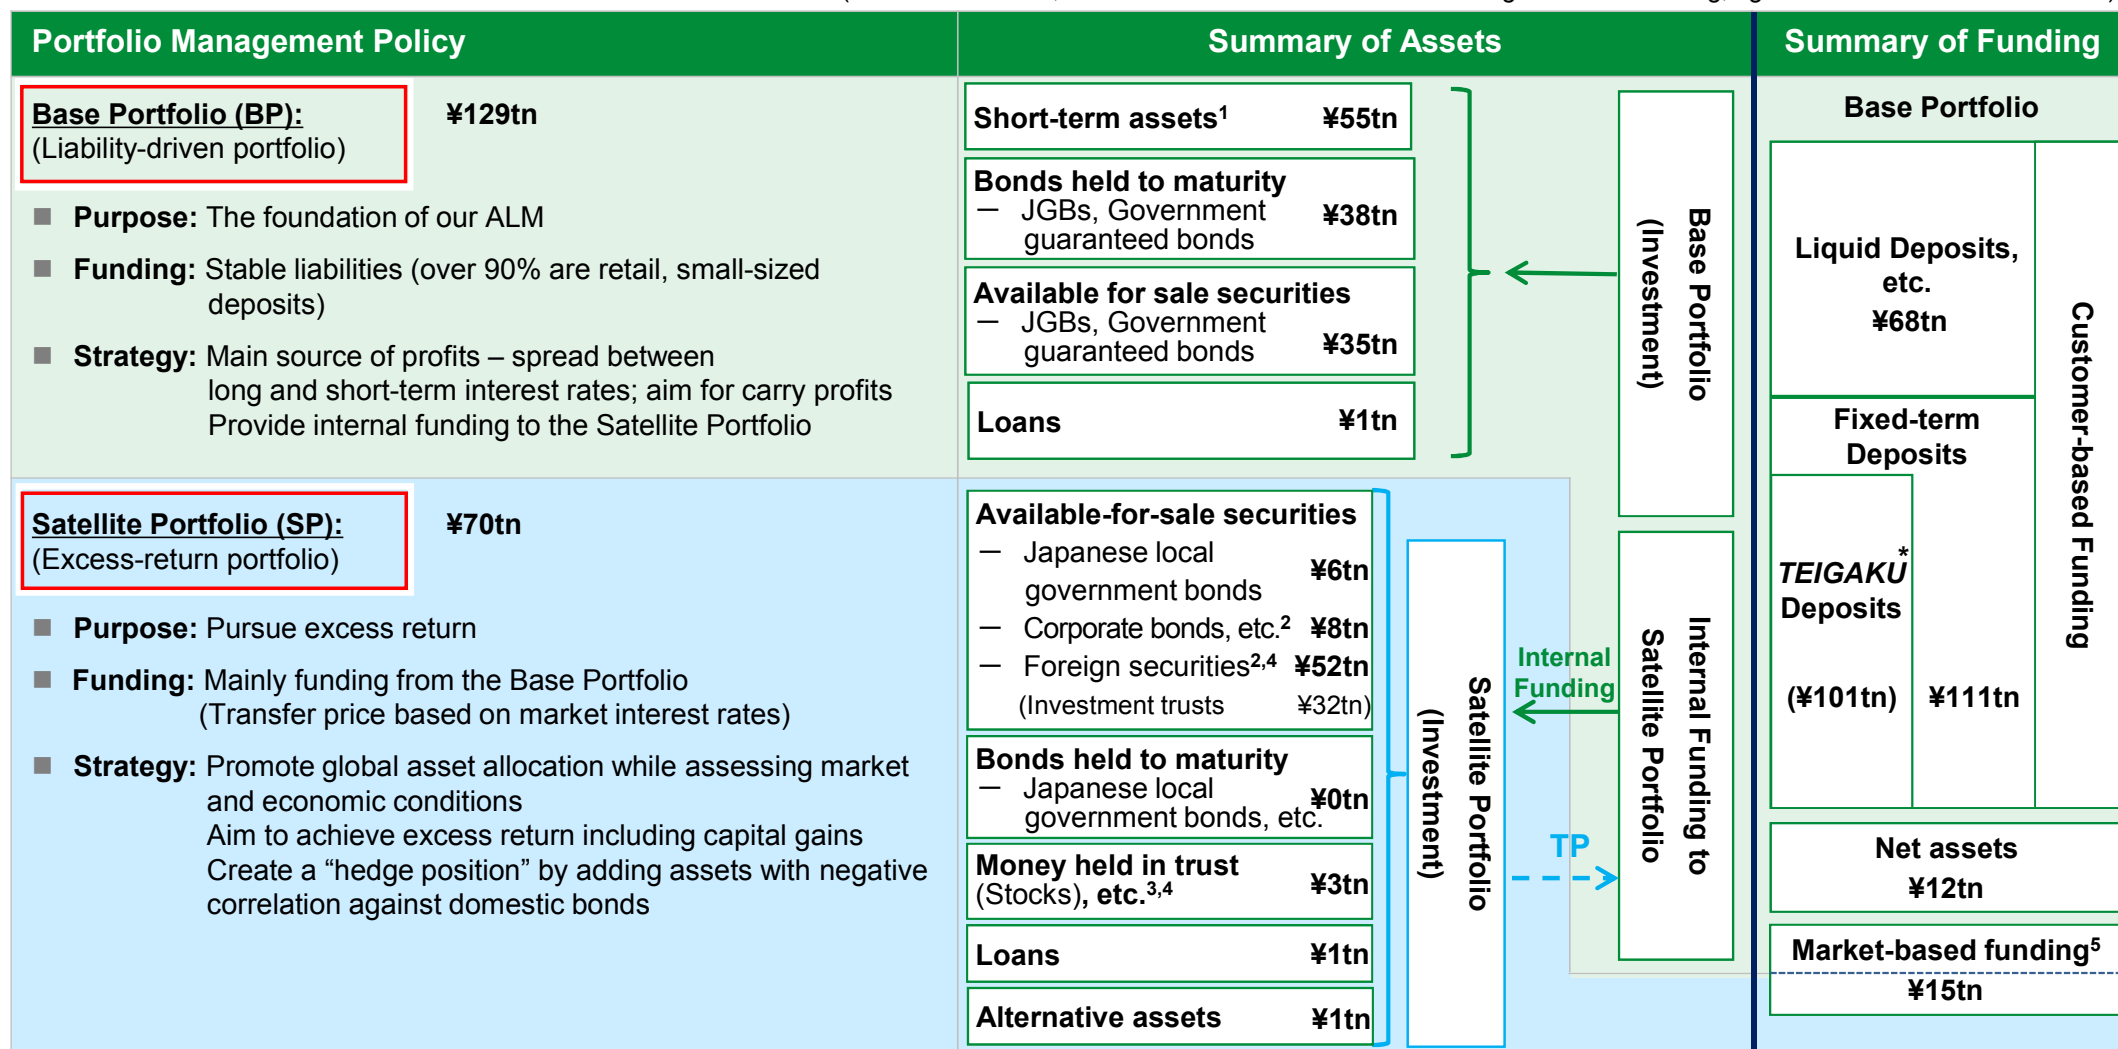 Portfolio Management Policy
Summary of Assets
Summary of Funding
Base Portfolio (BP):
¥129tn
(Liability-driven portfolio)
■ Purpose: The foundation of our ALM
■ Funding: Stable liabilities (over 90% are retail, small-sized
deposits)
■ Strategy: Main source of profits – spread between
long and short-term interest rates; aim for carry profits
Provide internal funding to the Satellite Portfolio
Satellite Portfolio (SP):
¥70tn
(Excess-return portfolio)
■ Purpose: Pursue excess return
■ Funding: Mainly funding from the Base Portfolio
(Transfer price based on market interest rates)
■ Strategy: Promote global asset allocation while assessing market
and economic conditions
Aim to achieve excess return including capital gains
Create a “hedge position” by adding assets with negative
correlation against domestic bonds
Short-term assets1 ¥55tn
Bonds held to maturity
– JGBs, Government
guaranteed bonds
¥38tn
Available for sale securities
– JGBs, Government
guaranteed bonds
¥35tn
Loans ¥1tn
Available-for-sale securities
– Japanese local
government bonds
¥6tn
– Corporate bonds, etc.2 ¥8tn
– Foreign securities2,4 ¥52tn
(Investment trusts ¥32tn)
Bonds held to maturity
– Japanese local
government bonds, etc.
¥0tn
Money held in trust
(Stocks), etc.3,4
¥3tn
Loans ¥1tn
Alternative assets ¥1tn
Base Portfolio
(Investment)
Satellite Portfolio
(Investment)
Internal
Funding
TP
Internal Funding to
Satellite Portfolio
Base Portfolio
Liquid Deposits,
etc.
¥68tn
Fixed-term
Deposits
TEIGAKU*
Deposits
(¥101tn)
¥111tn
Customer-based Funding
Net assets
¥12tn
Market-based funding5
¥15tn